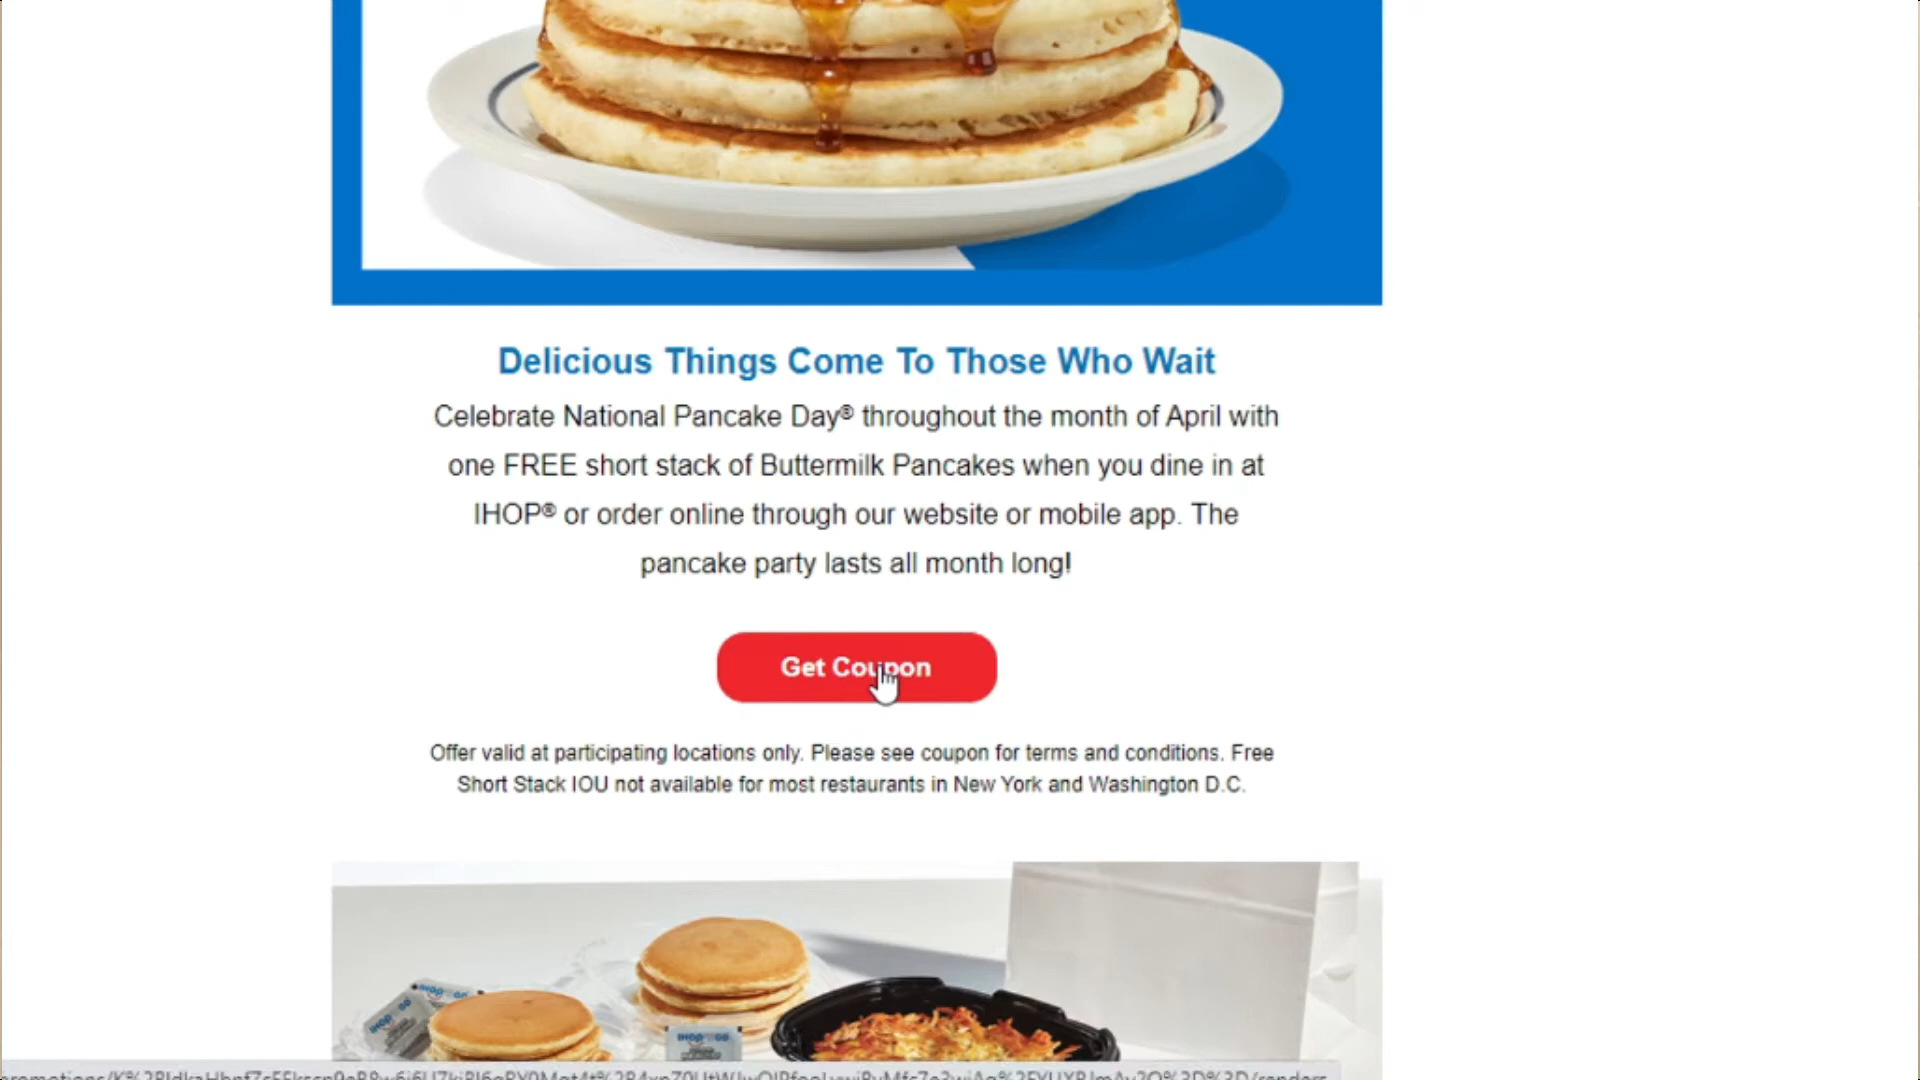 Delicious Things Come To Those Who Wait
Celebrate National Pancake Day® throughout the month of April with
one FREE short stack of Buttermilk Pancakes when you dine in at
IHOP® or order online through our website or mobile app. The
pancake party lasts all month long!
Get Coupon
Offer valid at participating locations only. Please see coupon for terms and conditions. Free
Short Stack IOU not available for most restaurants in New York and Washington D.C.